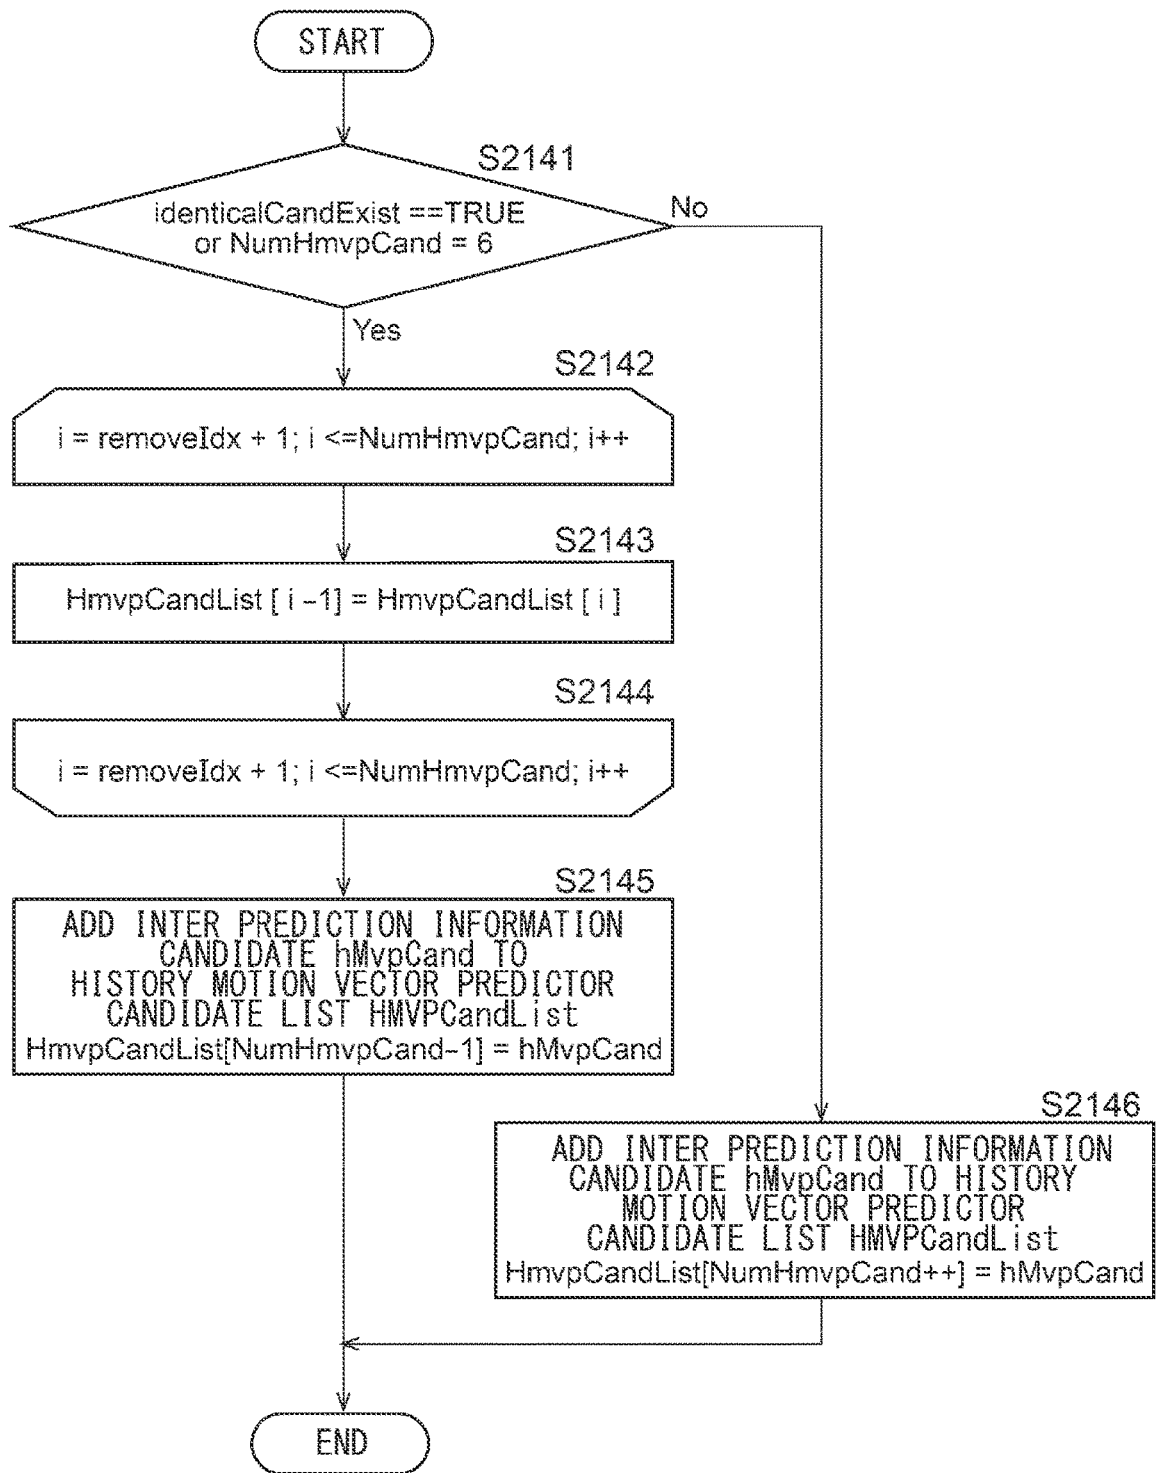 START
S2141
identicalCandExist ==TRUE
or NumHmvpCand = 6
No
Yes
S2142
i = removeIdx + 1; i <=NumHmvpCand; i++
S2143
HmvpCandList [ i -1] = HmvpCandList [ i ]
S2144
i = removeIdx + 1; i <=NumHmvpCand; i++
S2145
ADD INTER PREDICTION INFORMATION
CANDIDATE hMvpCand TO
HISTORY MOTION VECTOR PREDICTOR
CANDIDATE LIST HMVPCandList
HmvpCandList[NumHmvpCand-1] = hMvpCand
S2146
ADD INTER PREDICTION INFORMATION
CANDIDATE hMvpCand TO HISTORY
MOTION VECTOR PREDICTOR
CANDIDATE LIST HMVPCandList
HmvpCandList[NumHmvpCand++] = hMvpCand
END